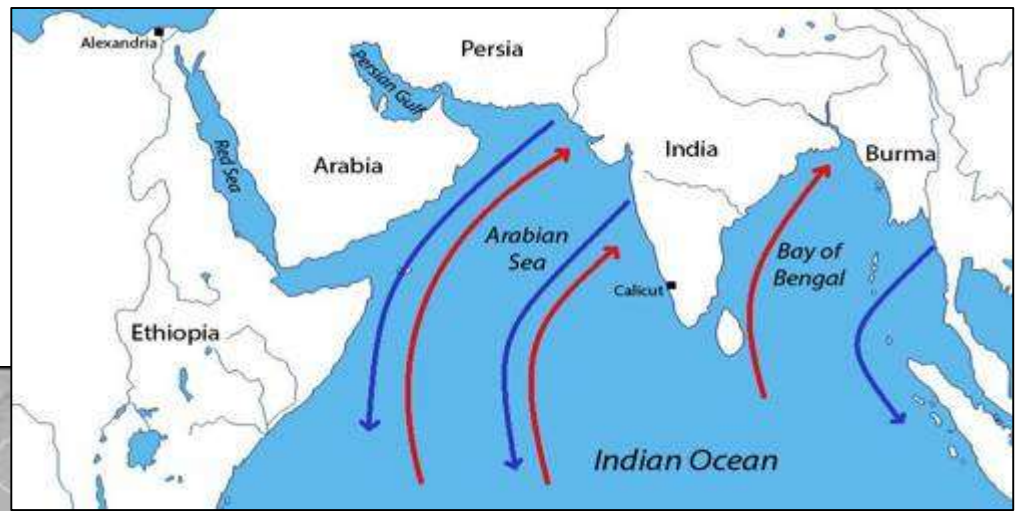 Alexandria
Persia
Persian Gulf
Red Sea
Arabia
India
Burma
Arabian
Sea
Bay of
Bengal
Calicut
Ethiopia
Indian Ocean